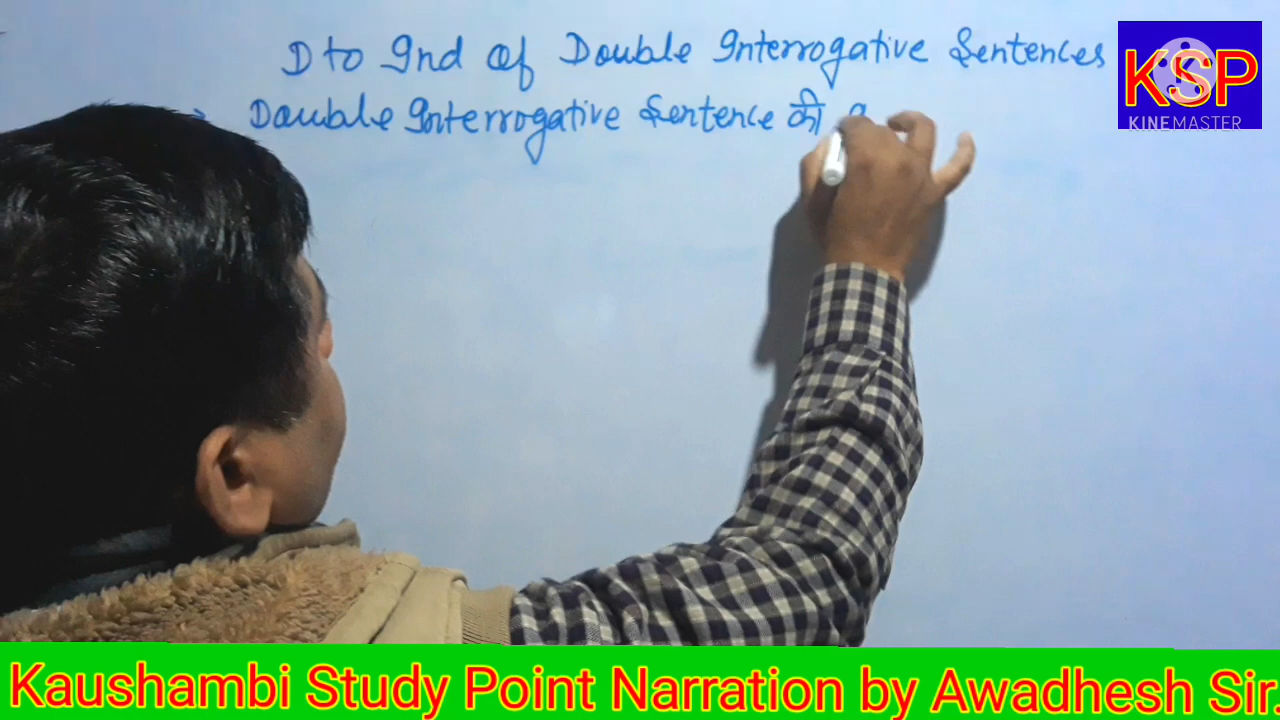 D to Ind of Double Interrogative Sentences
Double Interrogative Sentence की
KSP
KINEMASTER
Kaushambi Study Point Narration by Awadhesh Sir.